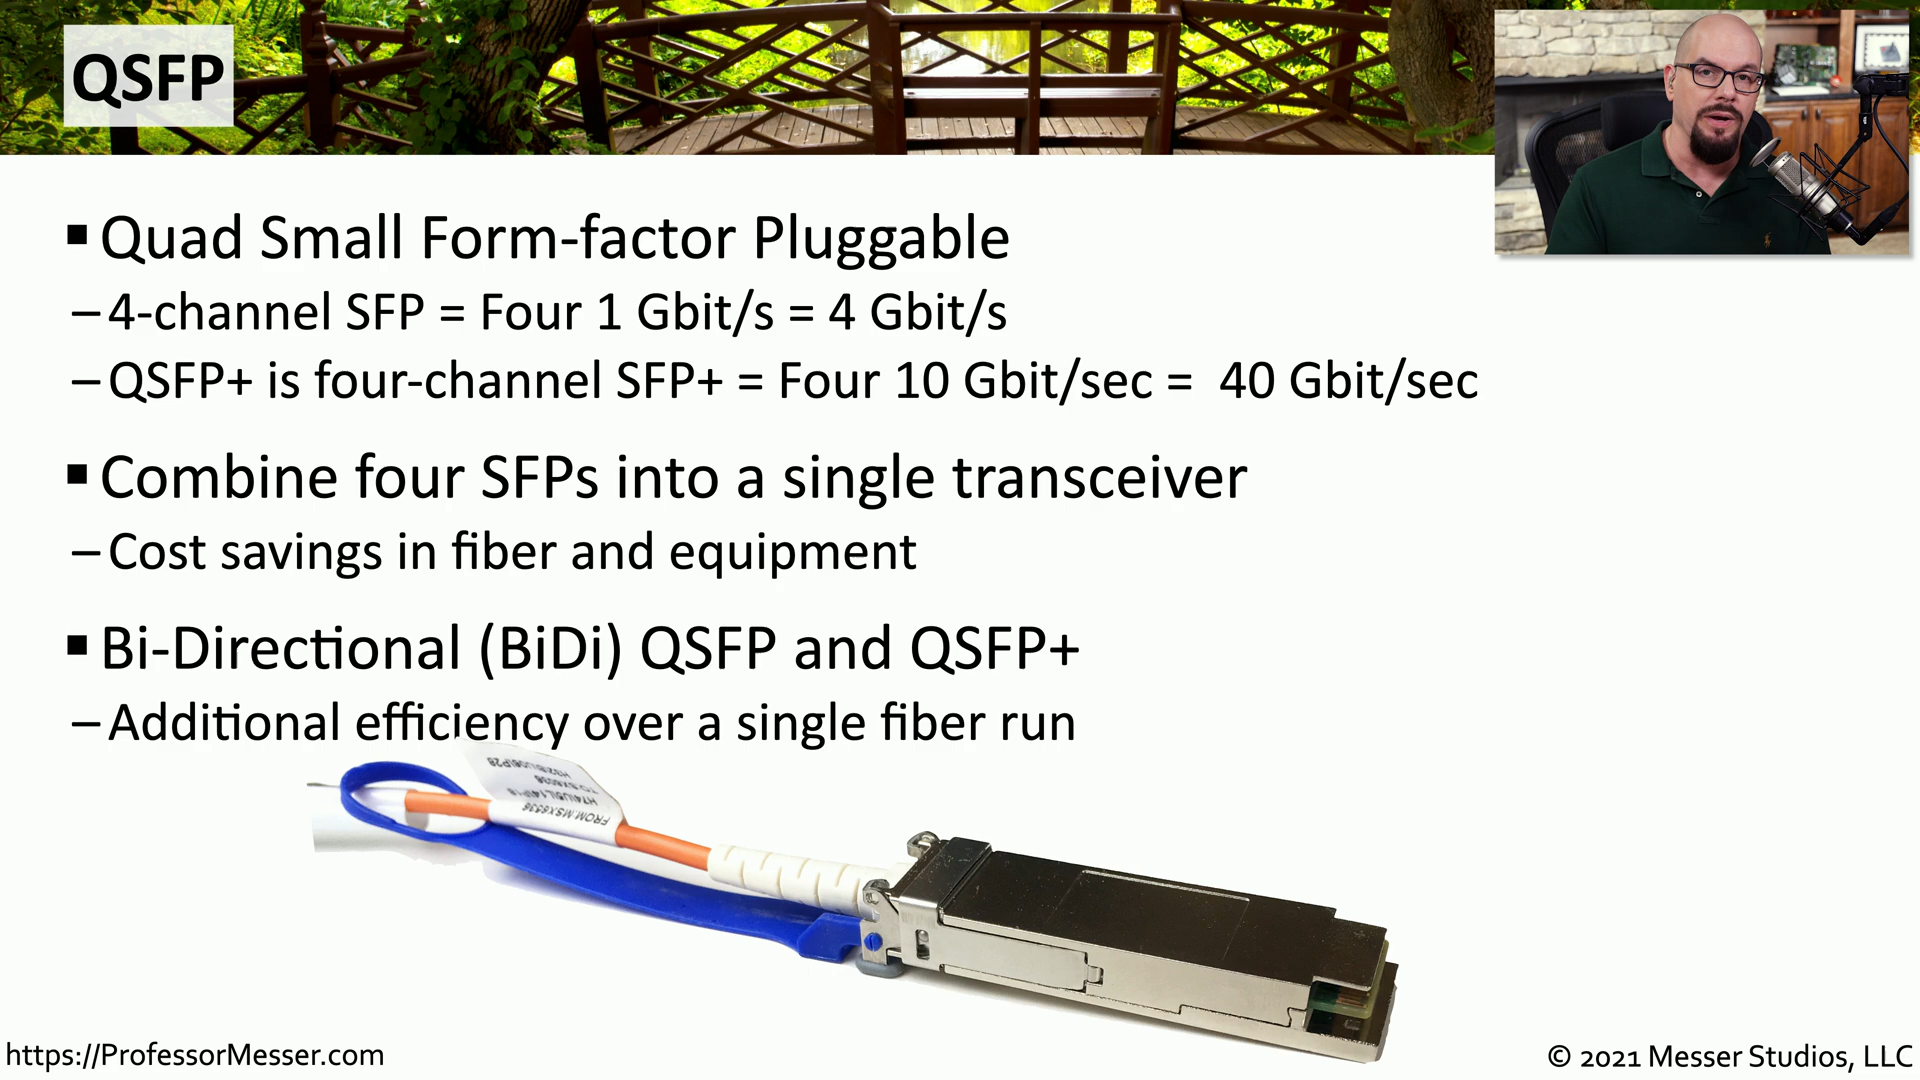 QSFP
▪ Quad Small Form-factor Pluggable
– 4-channel SFP = Four 1 Gbit/s = 4 Gbit/s
– QSFP+ is four-channel SFP+ = Four 10 Gbit/sec = 40 Gbit/sec
▪ Combine four SFPs into a single transceiver
– Cost savings in fiber and equipment
▪ Bi-Directional (BiDi) QSFP and QSFP+
– Additional efficiency over a single fiber run
https://ProfessorMesser.com
© 2021 Messer Studios, LLC